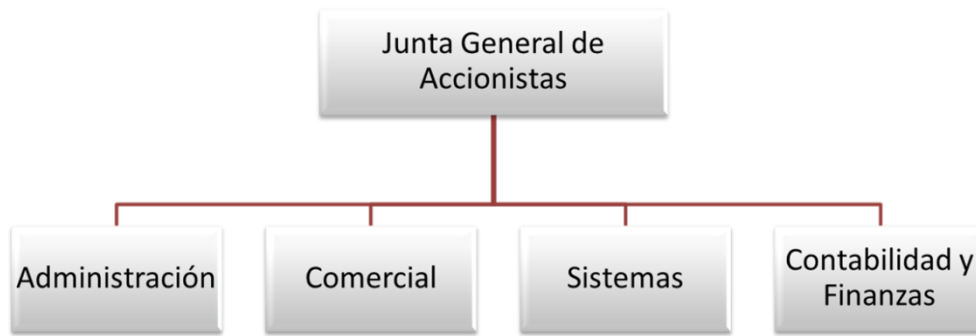 Junta General de
Accionistas
Administración
Comercial
Sistemas
Contabilidad y
Finanzas